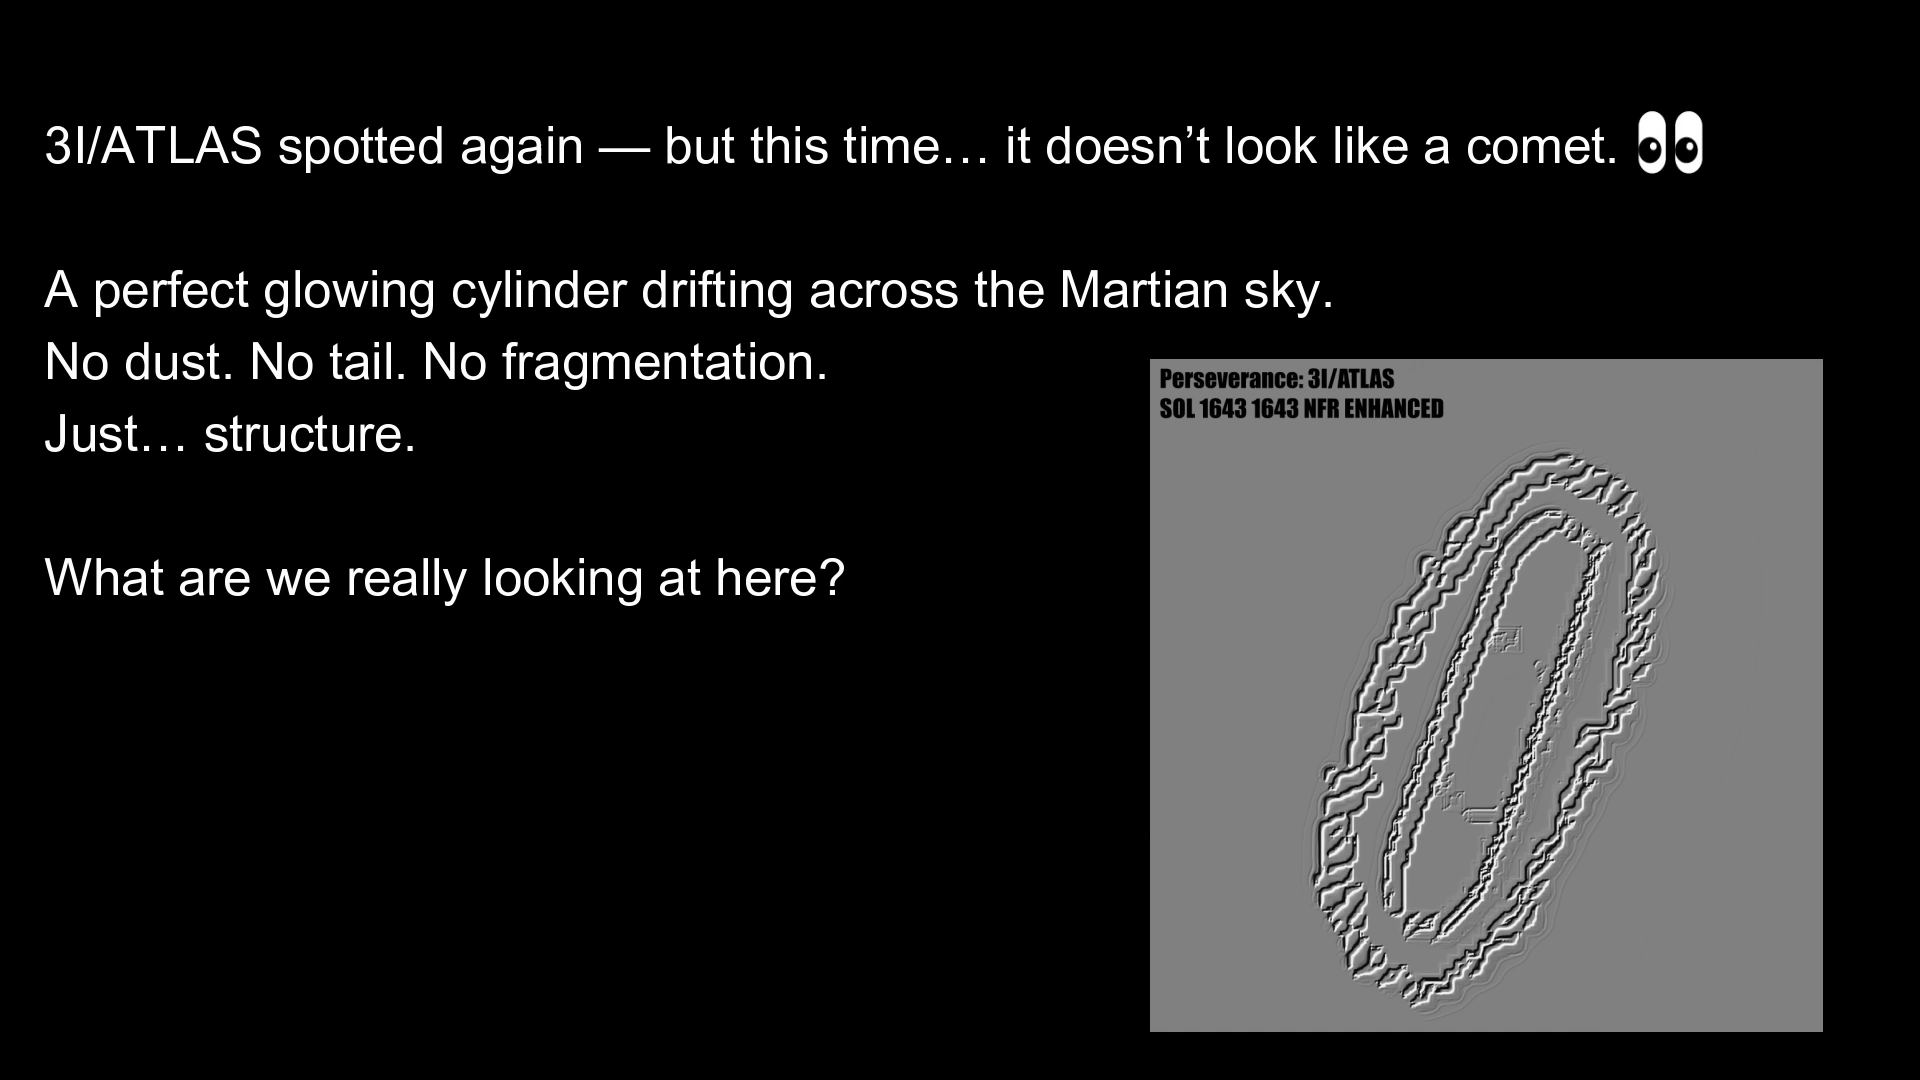 3I/ATLAS spotted again — but this time… it doesn’t look like a comet. 👀
A perfect glowing cylinder drifting across the Martian sky.
No dust. No tail. No fragmentation.
Just… structure.
What are we really looking at here?
Perseverance: 3I/ATLAS
SOL 1643 1643 NFR ENHANCED